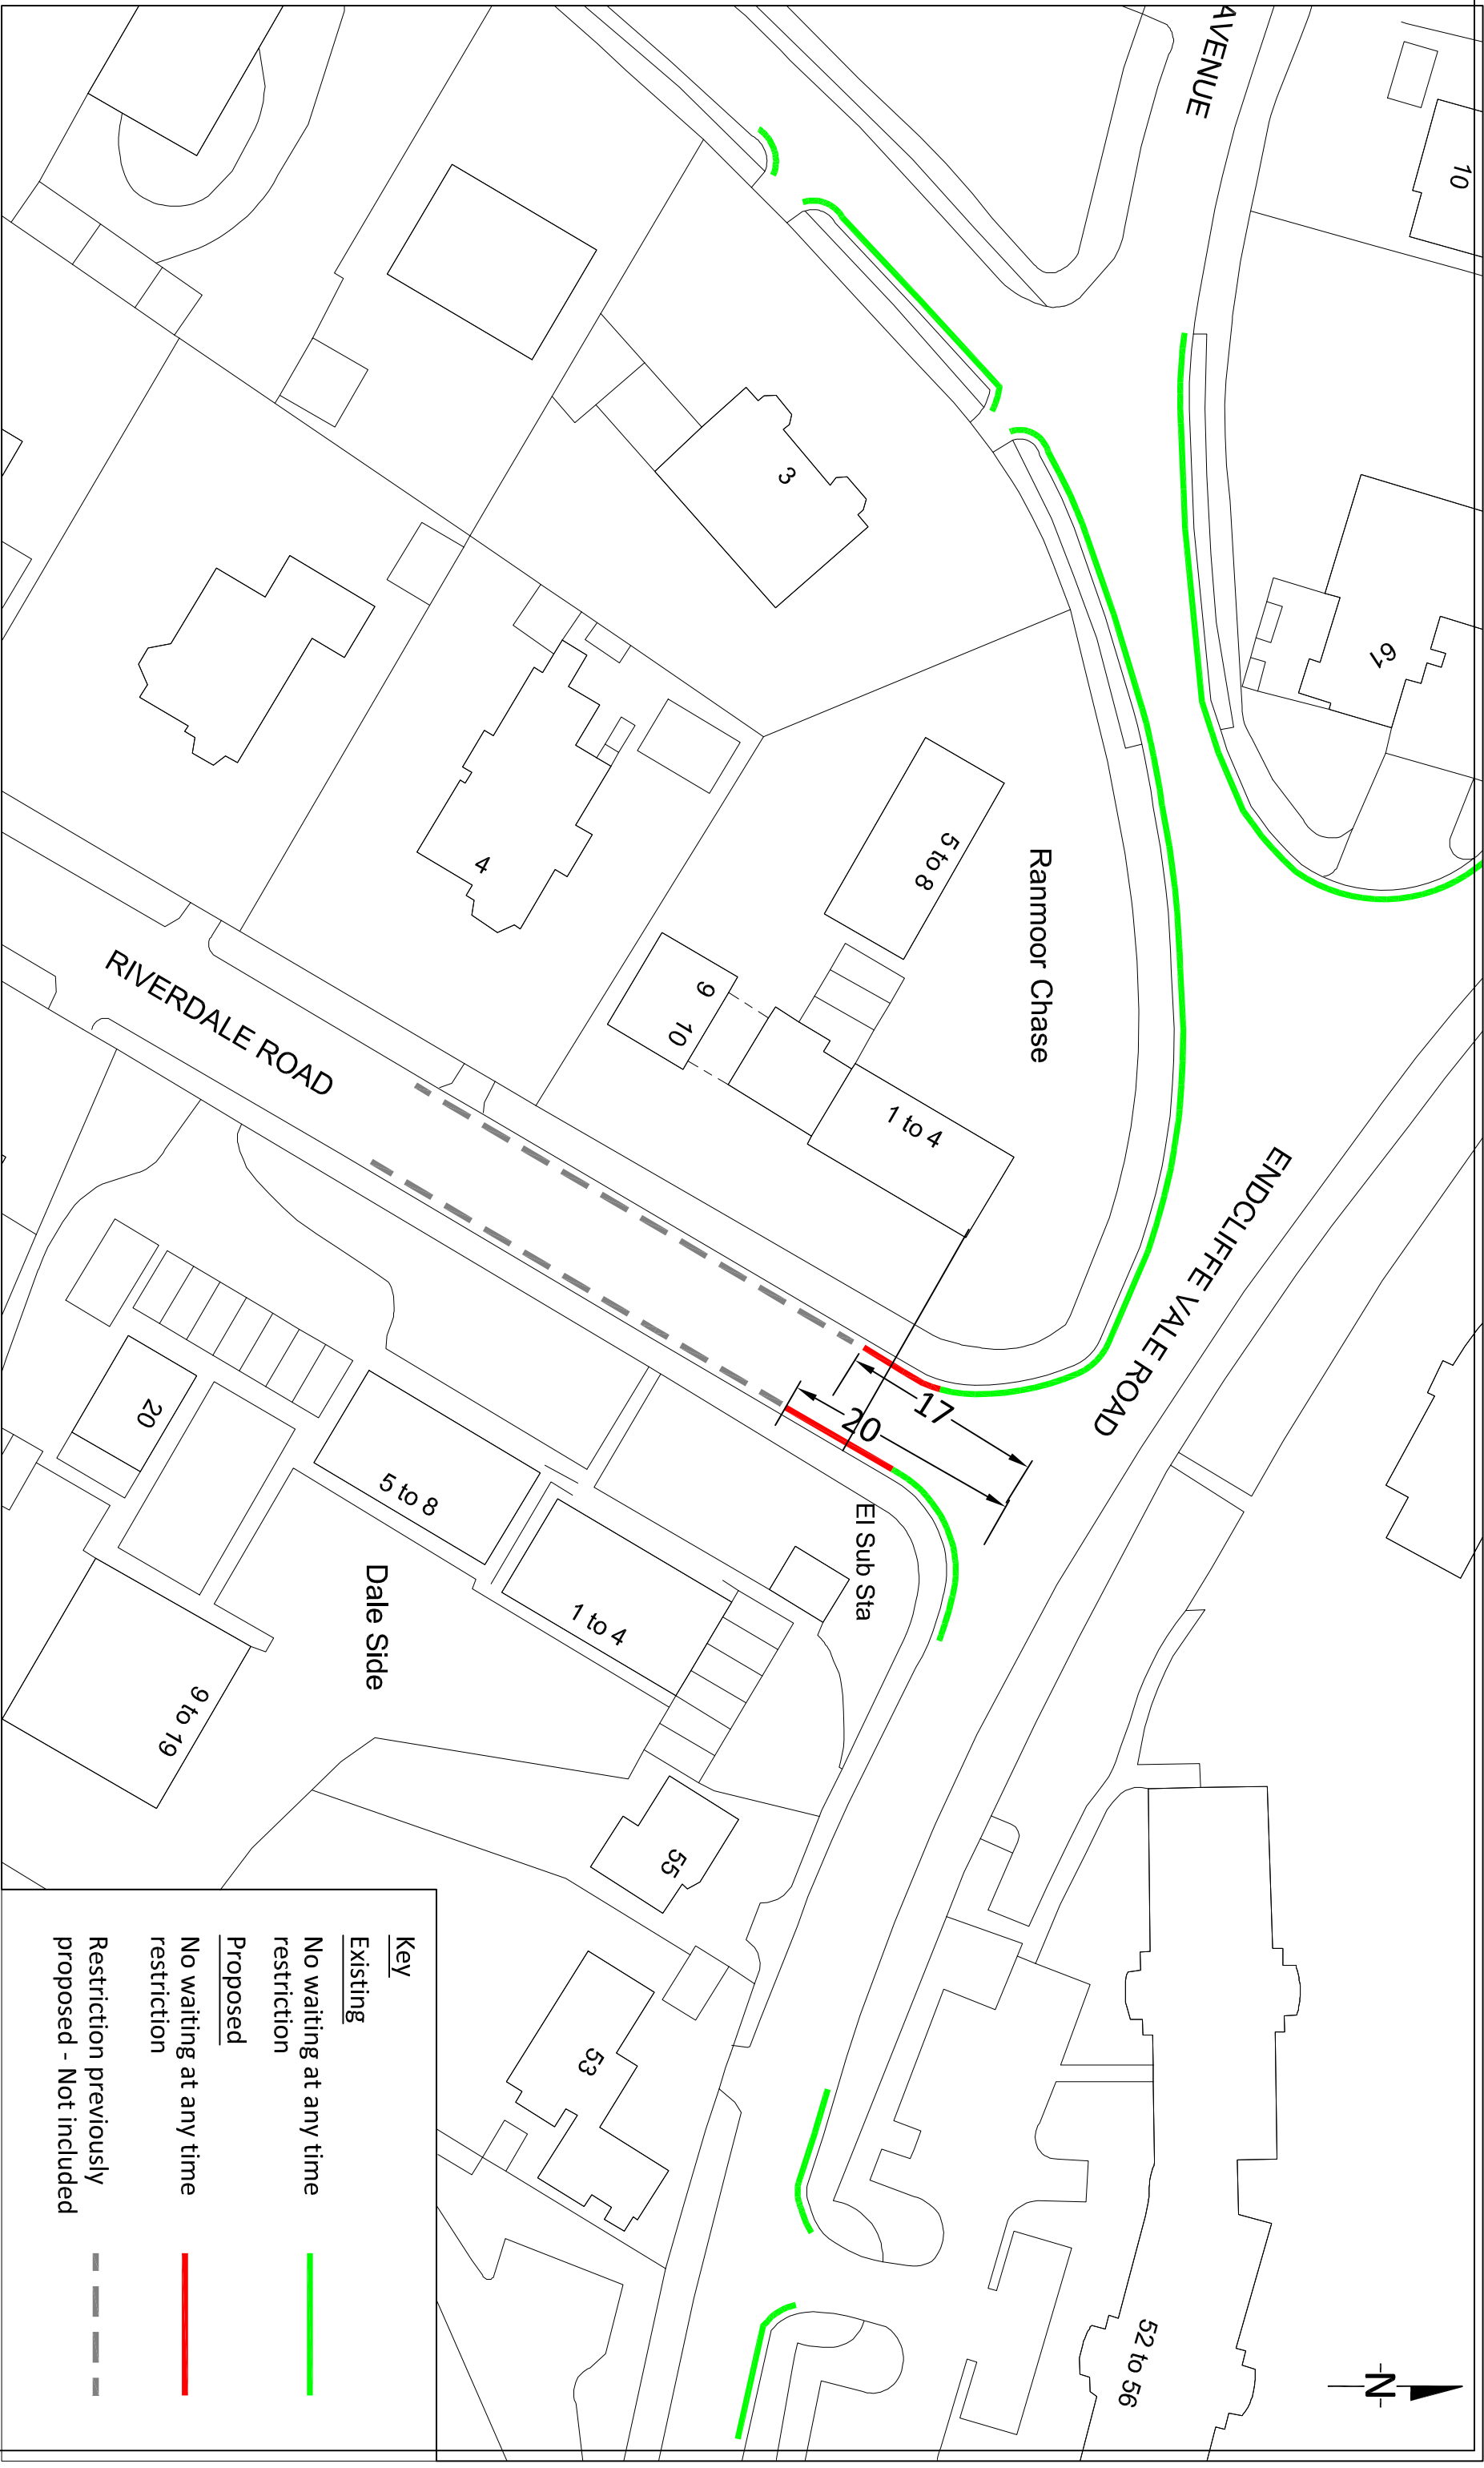 AVENUE
10
61
3
Ranmoor Chase
5 to 8
4
9
10
1 to 4
RIVERDALE ROAD
ENDCLIFFE VALE ROAD
17
20
El Sub Sta
20
5 to 8
1 to 4
Dale Side
9 to 19
55
53
52 to 56
N
Key
Existing
No waiting at any time
restriction
Proposed
No waiting at any time
restriction
Restriction previously
proposed - Not included